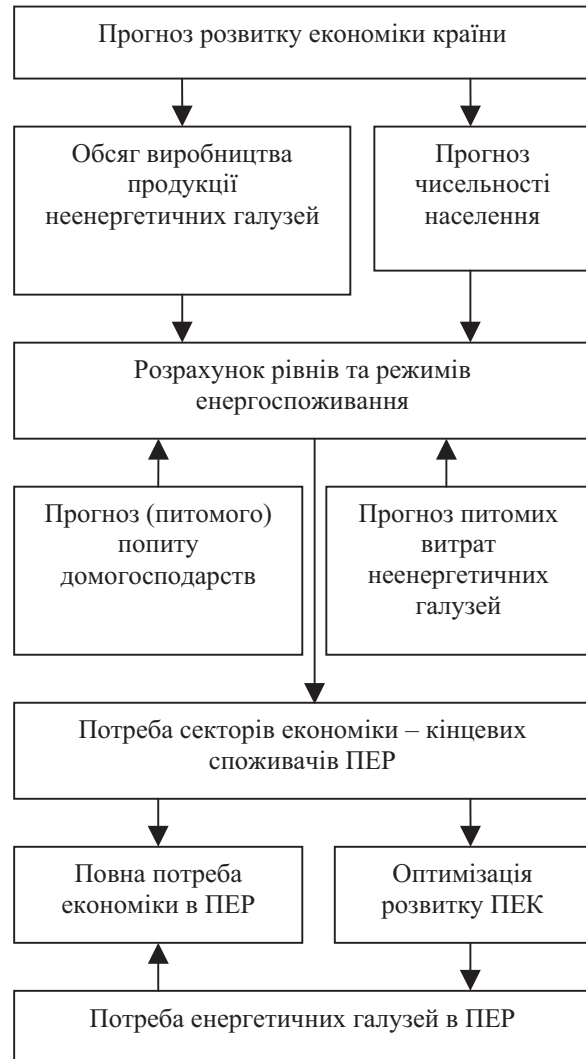 Прогноз розвитку економіки країни
Обсяг виробництва
продукції
неенергетичних галузей
Прогноз
чисельності
населення
Розрахунок рівнів та режимів
енергоспоживання
Прогноз (питомого)
попиту
домогосподарств
Прогноз питомих
витрат
неенергетичних
галузей
Потреба секторів економіки – кінцевих
споживачів ПЕР
Повна потреба
економіки в ПЕР
Оптимізація
розвитку ПЕК
Потреба енергетичних галузей в ПЕР